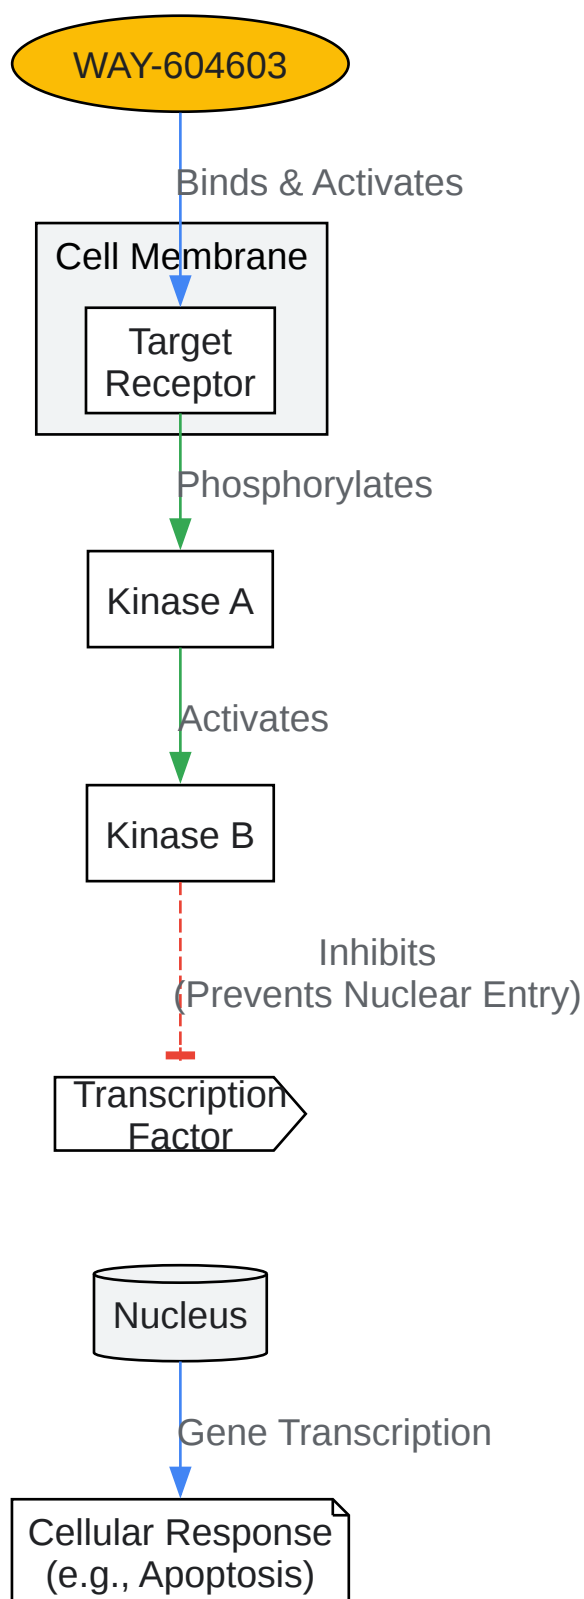 WAY-604603
Binds & Activates
Cell Membrane
Target
Receptor
Phosphorylates
Kinase A
Activates
Kinase B
Inhibits
(Prevents Nuclear Entry)
Transcription
Factor
Nucleus
Gene Transcription
Cellular Response
(e.g., Apoptosis)